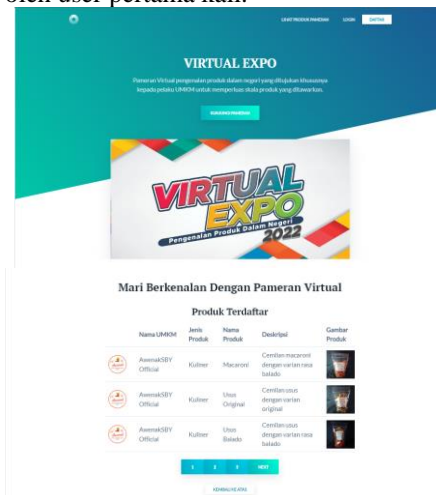 oleh user pertama kali.
LIHAT PRODUK PAMERAN LOGIN DAFTAR
VIRTUAL EXPO
Pameran Virtual pengenalan produk dalam negeri yang ditujukan khususnya
kepada pelaku UMKM untuk memperluas skala produk yang ditawarkan.
KUNJUNGI PAMERAN
VIRTUAL
EXPO
Pengenalan Produk Dalam Negeri
2022
Mari Berkenalan Dengan Pameran Virtual
Produk Terdaftar
Nama UMKM Jenis Produk Nama Produk Deskripsi Gambar Produk
AwenakSBY Official Kuliner Macaroni Cemilan macaroni dengan varian rasa balado
AwenakSBY Official Kuliner Usus Original Cemilan usus dengan varian original
AwenakSBY Official Kuliner Usus Balado Cemilan usus dengan varian rasa balado
1 2 3 NEXT
KEMBALI KE ATAS